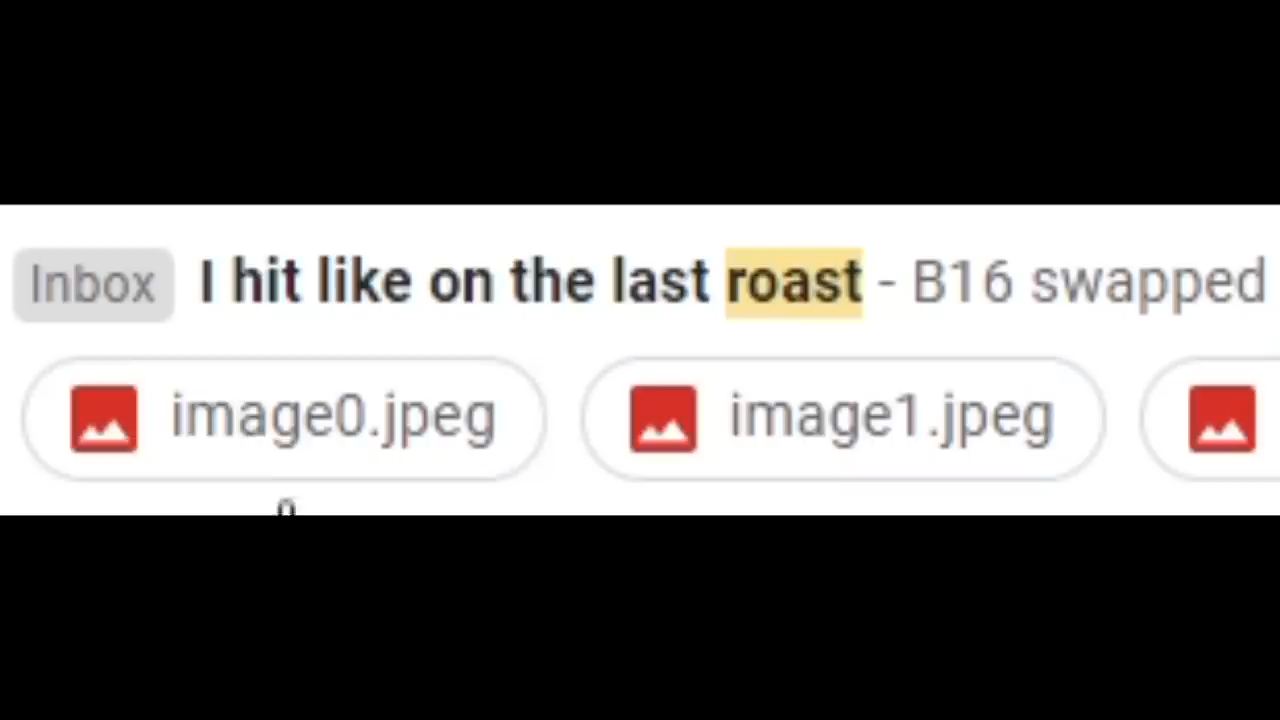 Inbox I hit like on the last roast - B16 swapped
image0.jpeg image1.jpeg